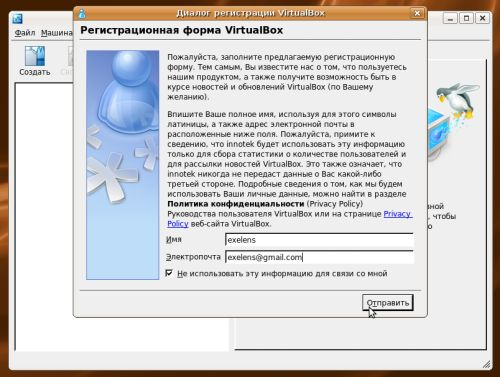 Диалог регистрации VirtualBox
Файл Машина
Создать
Регистрационная форма VirtualBox
Пожалуйста, заполните предлагаемую регистрационную
форму. Тем самым, Вы известите нас о том, что пользуетесь
нашим продуктом, а также получите возможность быть в
курсе новостей и обновлений VirtualBox (по Вашему
желанию).
Впишите Ваше полное имя, используя для этого символы
латиницы, а также адрес электронной почты в
расположенные ниже поля. Пожалуйста, примите к
сведению, что innotek будет использовать эту информацию
только для сбора статистики о количестве пользователей и
для рассылки новостей VirtualBox. Это также означает, что
innotek никогда не передаст данные о Вас какой-либо
третьей стороне. Подробные сведения о том, как мы будем
использовать Ваши личные данные, можно найти в разделе
Политика конфиденциальности (Privacy Policy)
Руководства пользователя VirtualBox или на странице Privacy
Policy веб-сайта VirtualBox.
Имя exelens
Электропочта exelens@gmail.com
Не использовать эту информацию для связи со мной
Отправить
чтобы